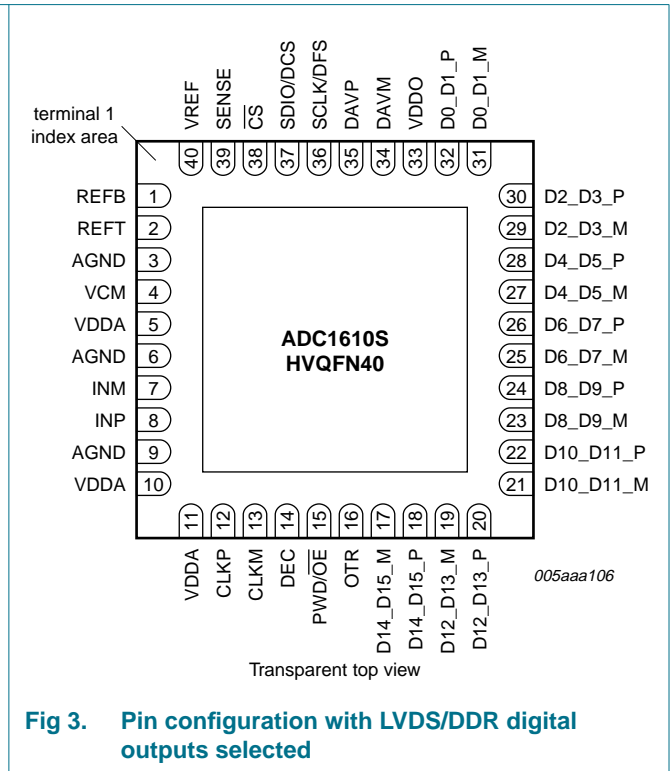 VREF
SENSE
CS
SDIO/DCS
SCLK/DFS
DAVP
DAVM
VDDO
D0_D1_P
D0_D1_M
terminal 1
index area
40
39
38
37
36
35
34
33
32
31
REFB 1
REFT 2
AGND 3
VCM 4
VDDA 5
AGND 6
INM 7
INP 8
AGND 9
VDDA 10
ADC1610S
HVQFN40
30 D2_D3_P
29 D2_D3_M
28 D4_D5_P
27 D4_D5_M
26 D6_D7_P
25 D6_D7_M
24 D8_D9_P
23 D8_D9_M
22 D10_D11_P
21 D10_D11_M
11
12
13
14
15
16
17
18
19
20
VDDA
CLKP
CLKM
DEC
PWD/OE
OTR
D14_D15_M
D14_D15_P
D12_D13_M
D12_D13_P
005aaa106
Transparent top view
Fig 3. Pin configuration with LVDS/DDR digital
outputs selected